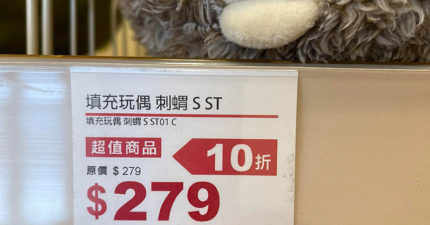 填充玩偶 刺蝟 S ST
填充玩偶 刺蝟 S ST01 C
超值商品
10折
原價 $ 279
$279